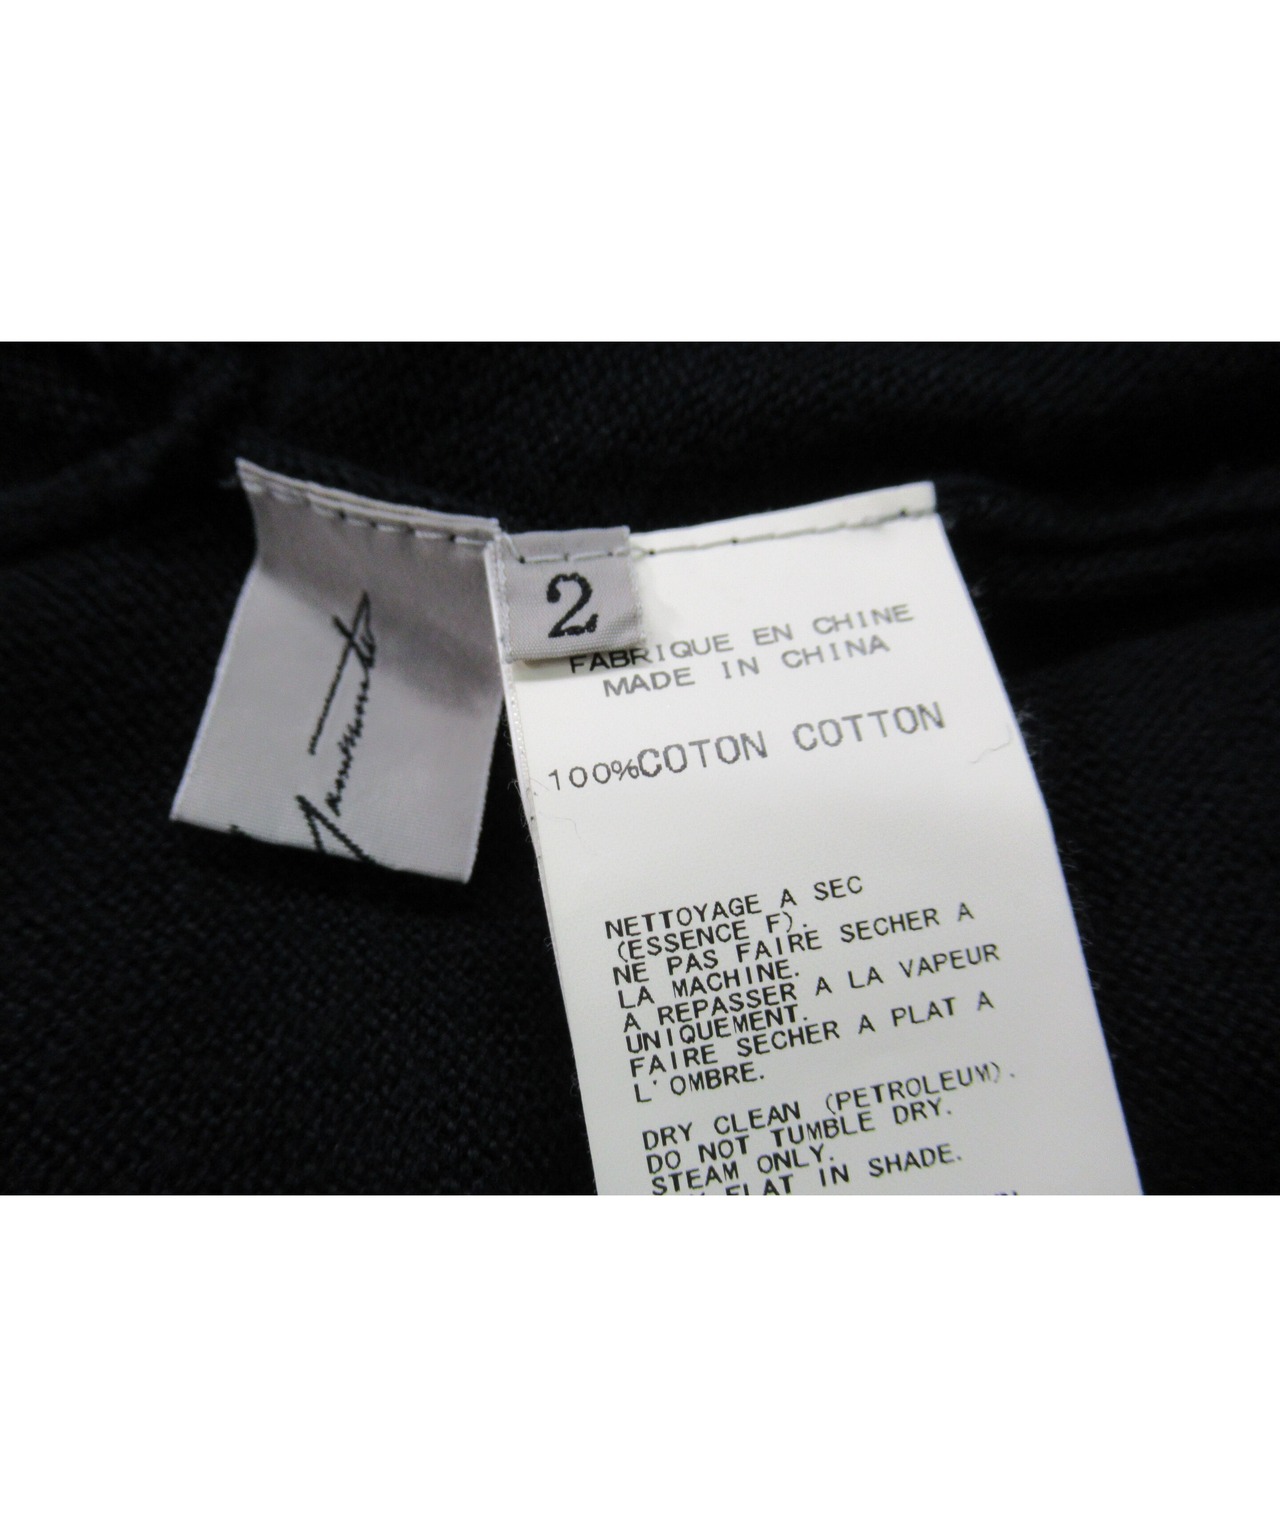 Yamamoto
2
FABRIQUE EN CHINE
MADE IN CHINA
100%COTON COTTON
NETTOYAGE A SEC
(ESSENCE F).
NE PAS FAIRE SECHER A
LA MACHINE.
A REPASSER A LA VAPEUR
UNIQUEMENT.
FAIRE SECHER A PLAT A
L'OMBRE.
DRY CLEAN (PETROLEUM).
DO NOT TUMBLE DRY.
STEAM ONLY.
FLAT IN SHADE.